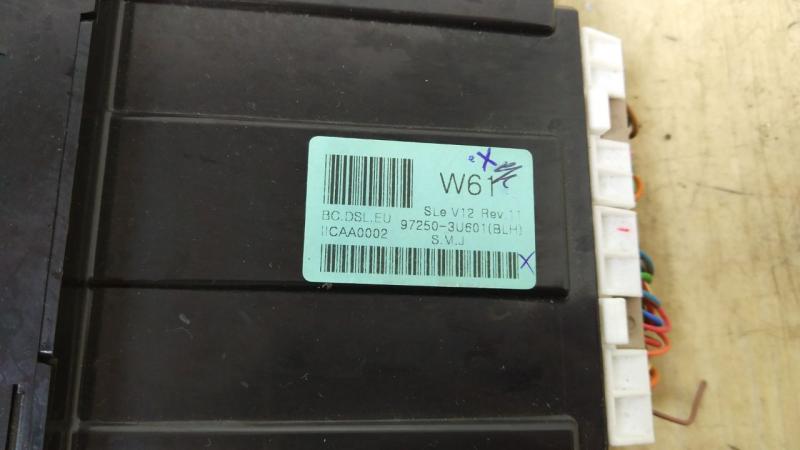 W61
BC.DSL.EU SLe V12 Rev.11
IICAA0002 97250-3U601(BLH)
S.M.J